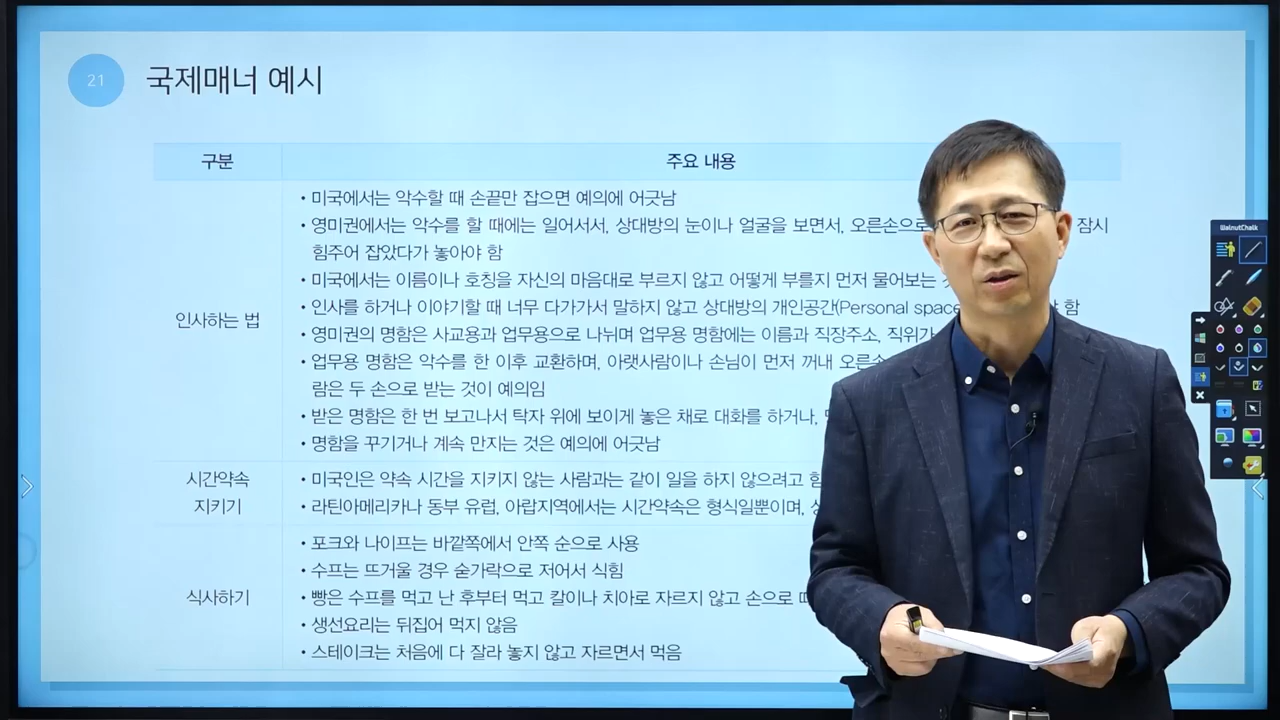 21
국제매너 예시
구분
주요 내용
인사하는 법
• 미국에서는 악수할 때 손끝만 잡으면 예의에 어긋남
• 영미권에서는 악수를 할 때에는 일어서서, 상대방의 눈이나 얼굴을 보면서, 오른손으로 잠시
힘주어 잡았다가 놓아야 함
• 미국에서는 이름이나 호칭을 자신의 마음대로 부르지 않고 어떻게 부를지 먼저 물어보는
• 인사를 하거나 이야기할 때 너무 다가가서 말하지 않고 상대방의 개인공간(Personal space 함
• 영미권의 명함은 사교용과 업무용으로 나뉘며 업무용 명함에는 이름과 직장주소, 직위가
• 업무용 명함은 악수를 한 이후 교환하며, 아랫사람이나 손님이 먼저 꺼내
람은 두 손으로 받는 것이 예의임
• 받은 명함은 한 번 보고나서 탁자 위에 보이게 놓은 채로 대화를 하거나,
• 명함을 꾸기거나 계속 만지는 것은 예의에 어긋남
시간약속
지키기
• 미국인은 약속 시간을 지키지 않는 사람과는 같이 일을 하지 않으려고
• 라틴아메리카나 동부 유럽, 아랍지역에서는 시간약속은 형식일뿐이며,
식사하기
• 포크와 나이프는 바깥쪽에서 안쪽 순으로 사용
• 수프는 뜨거울 경우 숟가락으로 저어서 식힘
• 빵은 수프를 먹고 난 후부터 먹고 칼이나 치아로 자르지 않고 손으로
• 생선요리는 뒤집어 먹지 않음
• 스테이크는 처음에 다 잘라 놓지 않고 자르면서 먹음
WalnutChalk